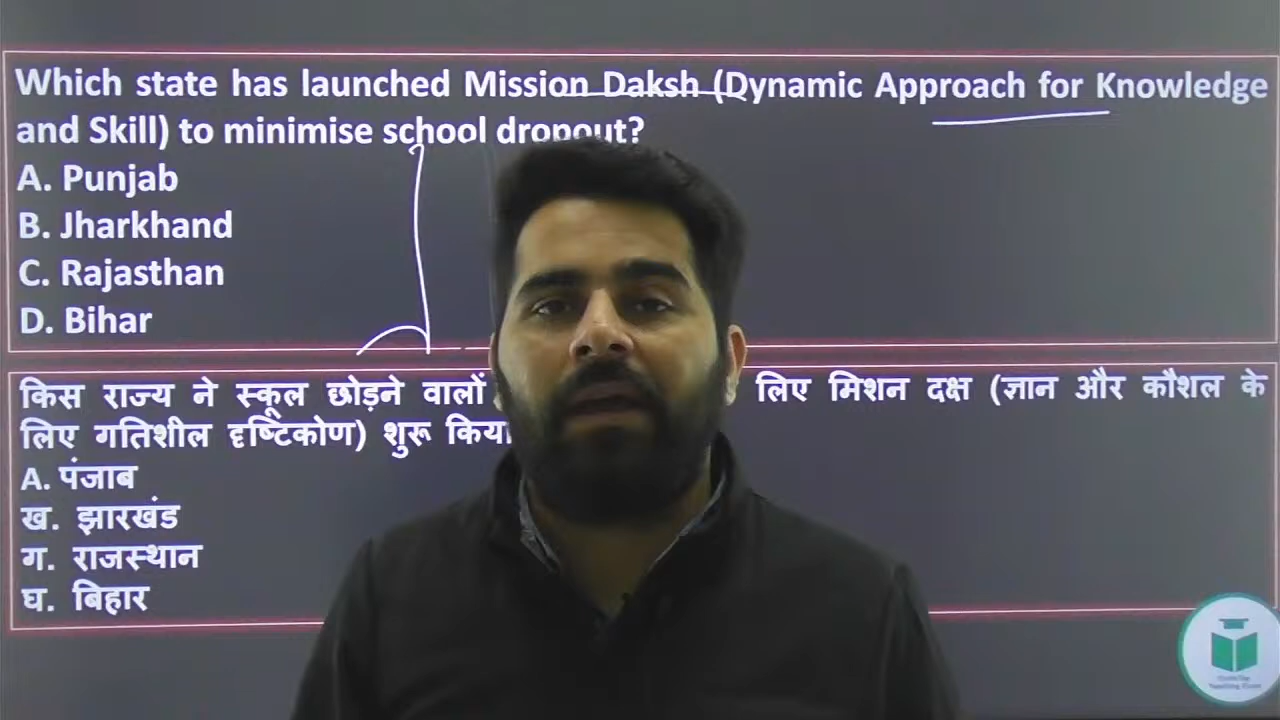 Which state has launched Mission Daksh (Dynamic Approach for Knowledge
and Skill) to minimise school dropout?
A. Punjab
B. Jharkhand
C. Rajasthan
D. Bihar
किस राज्य ने स्कूल छोड़ने वालों लिए मिशन दक्ष (ज्ञान और कौशल के
लिए गतिशील दृष्टिकोण) शुरू किया
A. पंजाब
ख. झारखंड
ग. राजस्थान
घ. बिहार